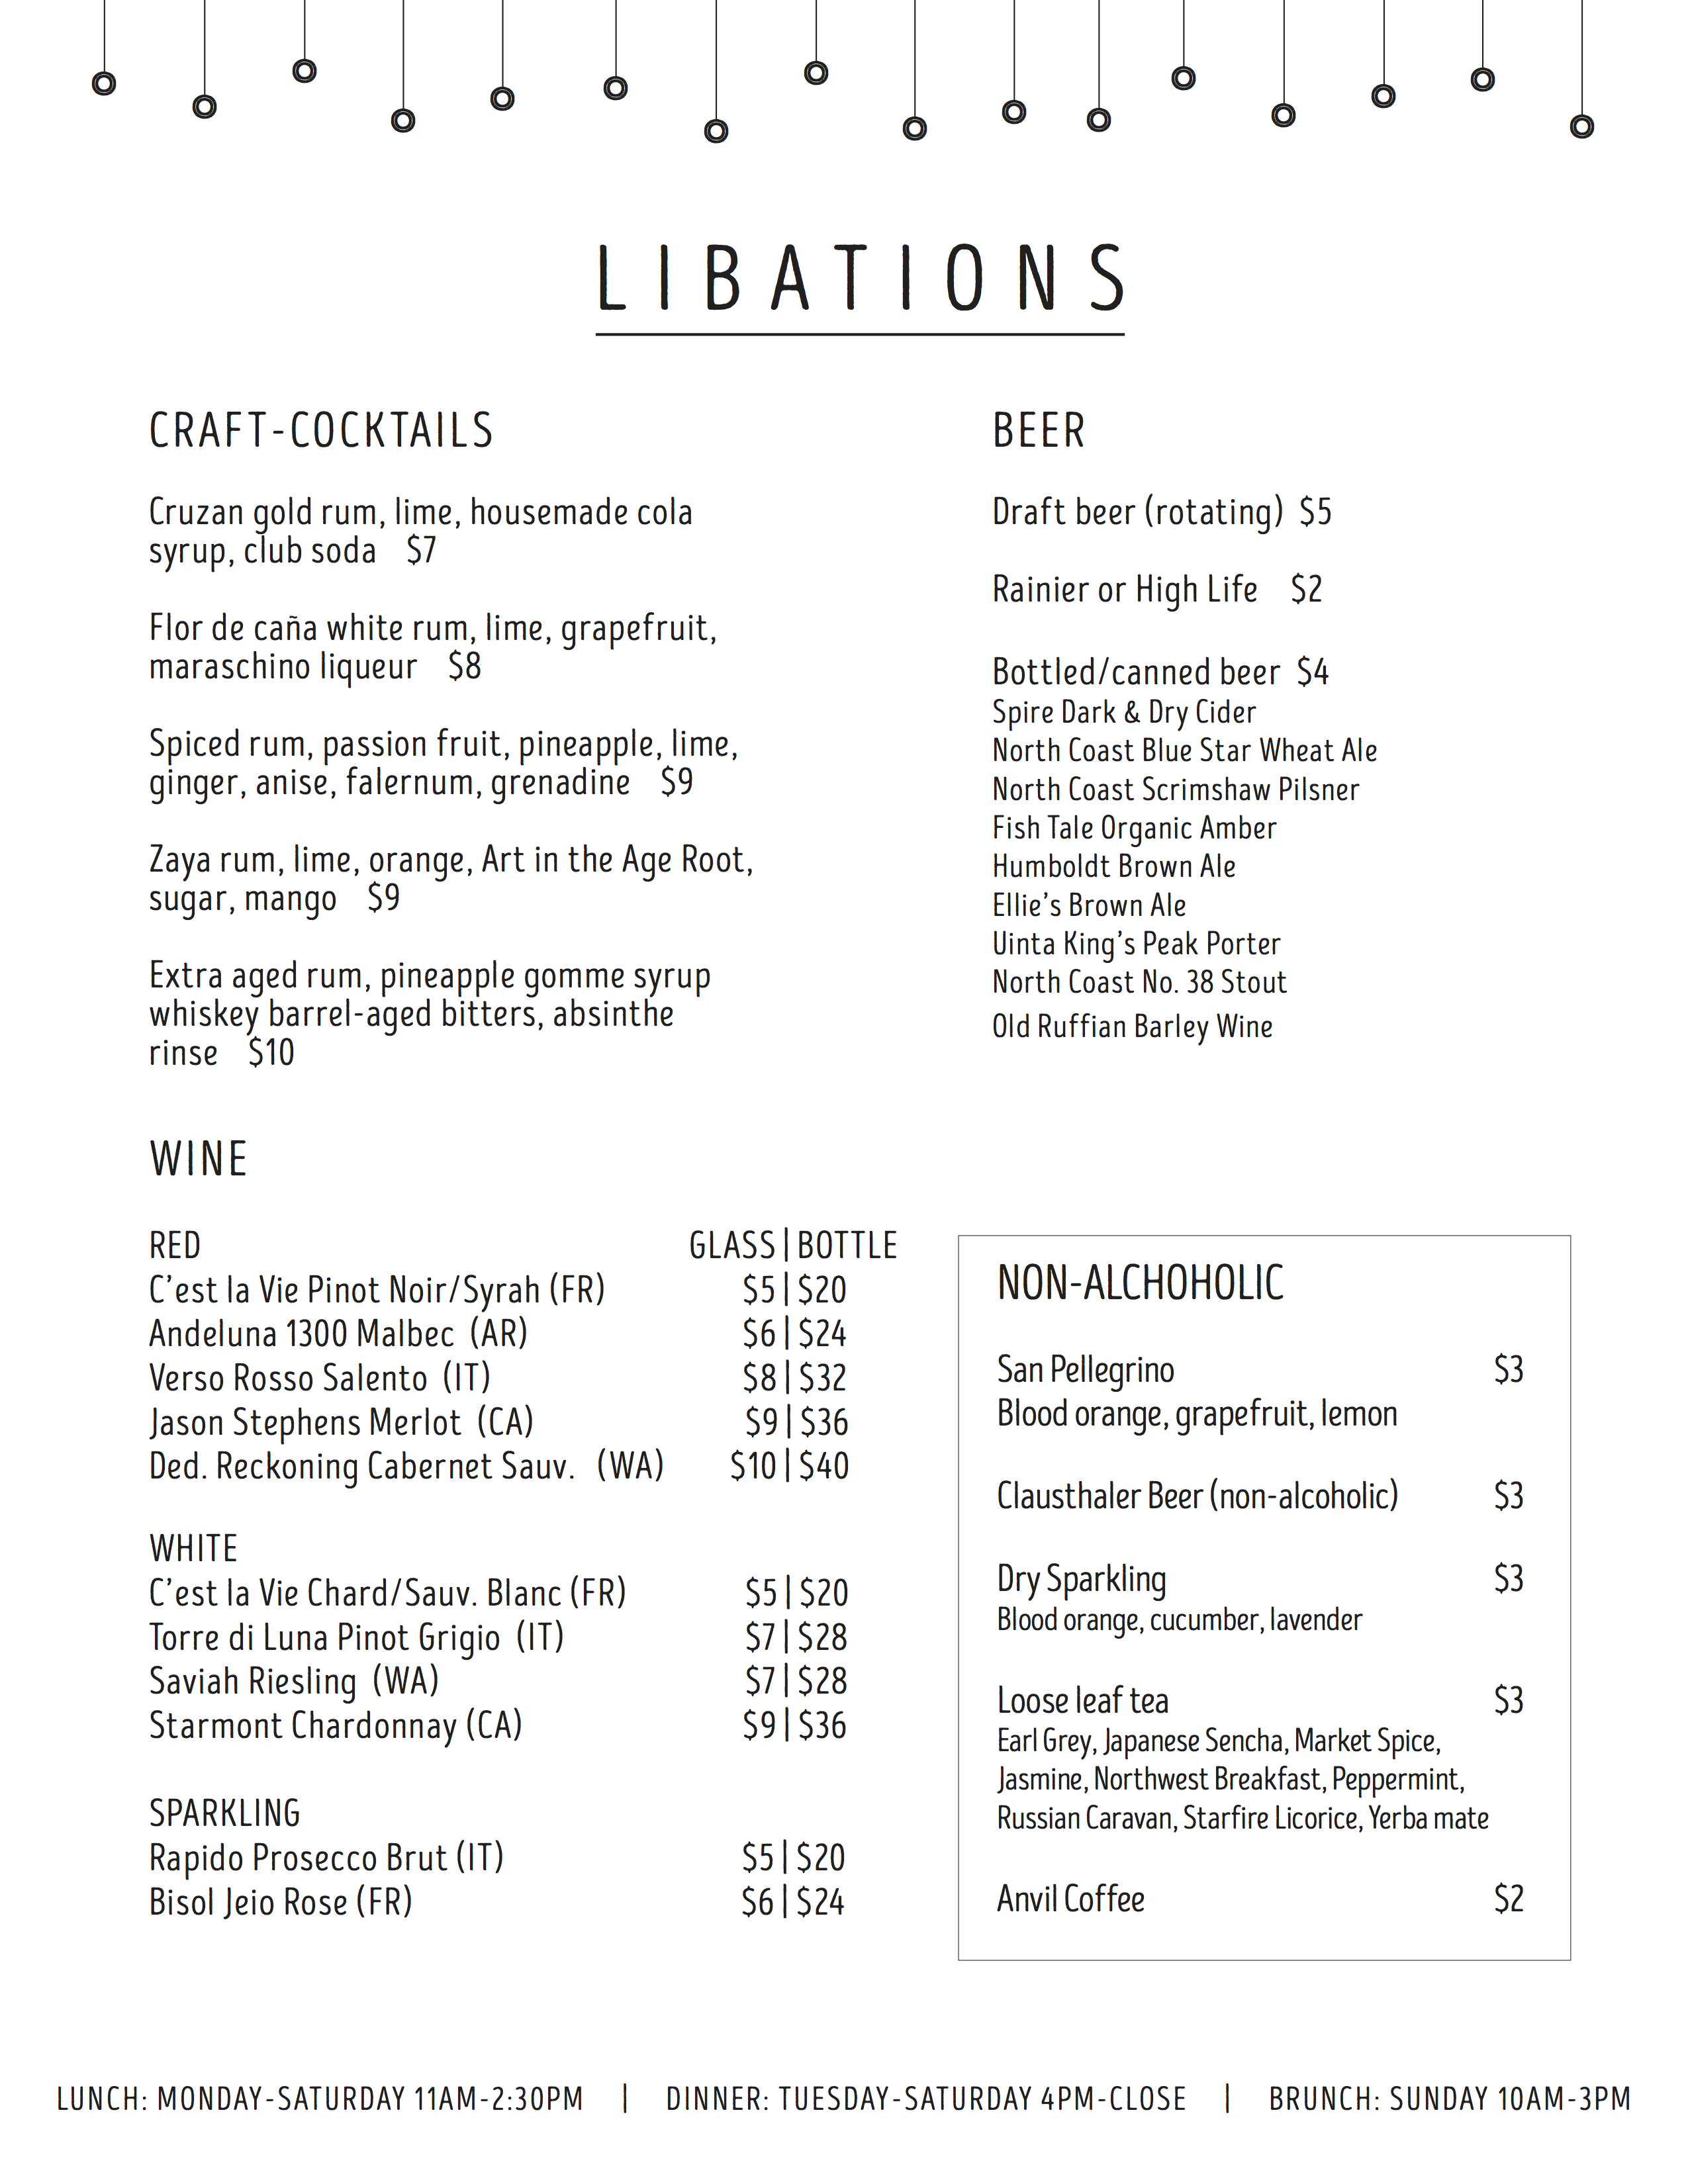 LIBATIONS
CRAFT-COCKTAILS
Cruzan gold rum, lime, housemade cola
syrup, club soda $7
Flor de caña white rum, lime, grapefruit,
maraschino liqueur $8
Spiced rum, passion fruit, pineapple, lime,
ginger, anise, falernum, grenadine $9
Zaya rum, lime, orange, Art in the Age Root,
sugar, mango $9
Extra aged rum, pineapple gomme syrup
whiskey barrel-aged bitters, absinthe
rinse $10
BEER
Draft beer (rotating) $5
Rainier or High Life $2
Bottled/canned beer $4
Spire Dark & Dry Cider
North Coast Blue Star Wheat Ale
North Coast Scrimshaw Pilsner
Fish Tale Organic Amber
Humboldt Brown Ale
Ellie's Brown Ale
Uinta King's Peak Porter
North Coast No. 38 Stout
Old Ruffian Barley Wine
WINE
RED GLASS|BOTTLE
C'est la Vie Pinot Noir/Syrah (FR) $5|$20
Andeluna 1300 Malbec (AR) $6|$24
Verso Rosso Salento (IT) $8|$32
Jason Stephens Merlot (CA) $9|$36
Ded. Reckoning Cabernet Sauv. (WA) $10|$40
WHITE
C'est la Vie Chard/Sauv. Blanc (FR) $5|$20
Torre di Luna Pinot Grigio (IT) $7|$28
Saviah Riesling (WA) $7|$28
Starmont Chardonnay (CA) $9|$36
SPARKLING
Rapido Prosecco Brut (IT) $5|$20
Bisol Jeio Rose (FR) $6|$24
NON-ALCHOHOLIC
San Pellegrino $3
Blood orange, grapefruit, lemon
Clausthaler Beer (non-alcoholic) $3
Dry Sparkling $3
Blood orange, cucumber, lavender
Loose leaf tea $3
Earl Grey, Japanese Sencha, Market Spice,
Jasmine, Northwest Breakfast, Peppermint,
Russian Caravan, Starfire Licorice, Yerba mate
Anvil Coffee $2
LUNCH: MONDAY-SATURDAY 11AM-2:30PM | DINNER: TUESDAY-SATURDAY 4PM-CLOSE | BRUNCH: SUNDAY 10AM-3PM